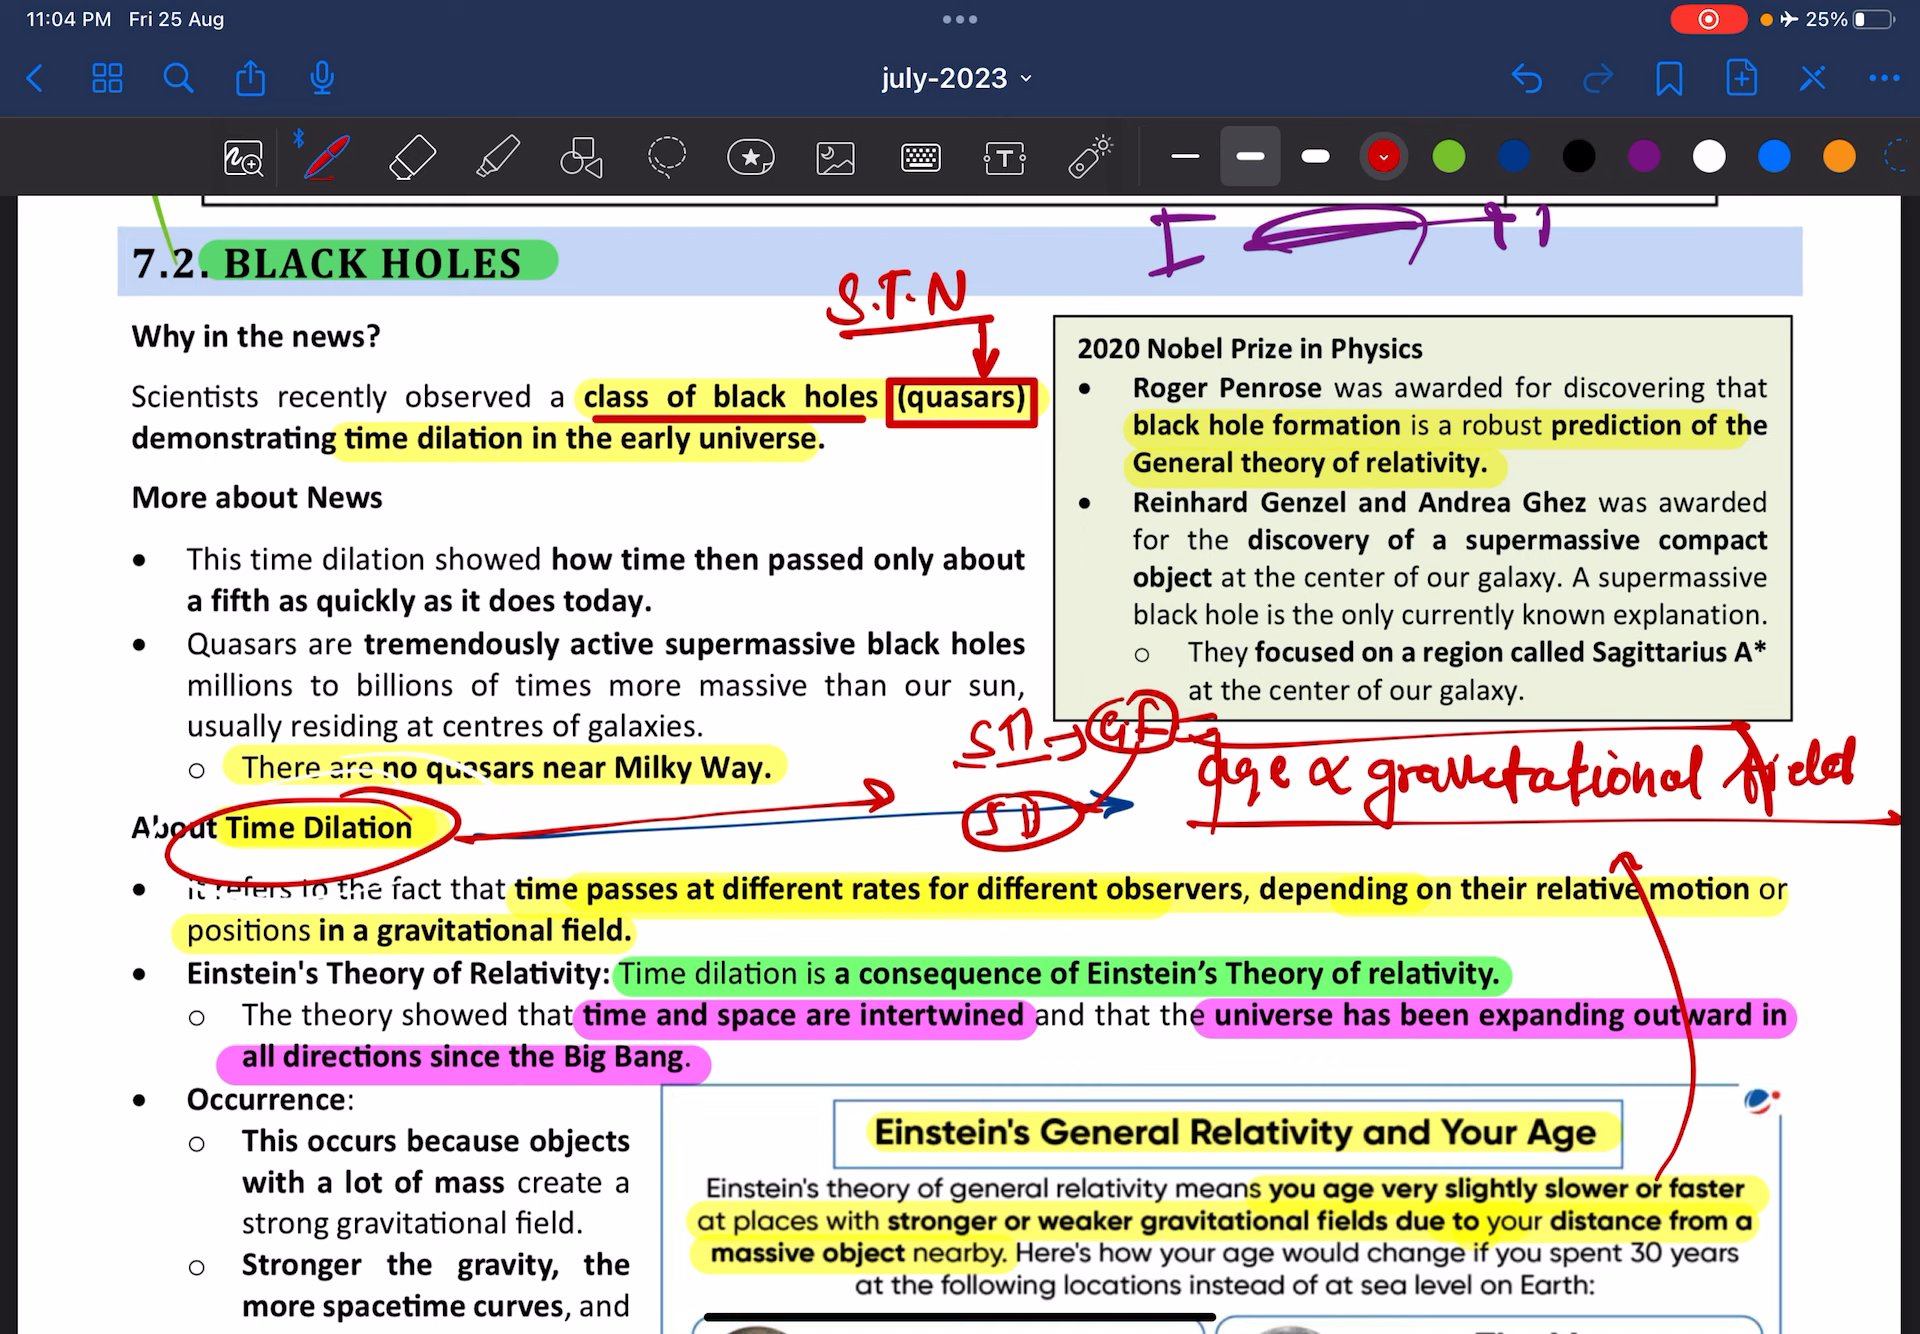 11:04 PM Fri 25 Aug
25%
july-2023
7.2. BLACK HOLES
S.T.N
Why in the news?
Scientists recently observed a class of black holes (quasars)
demonstrating time dilation in the early universe.
More about News
• This time dilation showed how time then passed only about
a fifth as quickly as it does today.
• Quasars are tremendously active supermassive black holes
millions to billions of times more massive than our sun,
usually residing at centres of galaxies.
o There are no quasars near Milky Way.
2020 Nobel Prize in Physics
• Roger Penrose was awarded for discovering that
black hole formation is a robust prediction of the
General theory of relativity.
• Reinhard Genzel and Andrea Ghez was awarded
for the discovery of a supermassive compact
object at the center of our galaxy. A supermassive
black hole is the only currently known explanation.
o They focused on a region called Sagittarius A*
at the center of our galaxy.
age ∝ gravitational field
About Time Dilation
• It refers to the fact that time passes at different rates for different observers, depending on their relative motion or
positions in a gravitational field.
• Einstein's Theory of Relativity: Time dilation is a consequence of Einstein’s Theory of relativity.
o The theory showed that time and space are intertwined and that the universe has been expanding outward in
all directions since the Big Bang.
• Occurrence:
o This occurs because objects
with a lot of mass create a
strong gravitational field.
o Stronger the gravity, the
more spacetime curves, and
Einstein's General Relativity and Your Age
Einstein's theory of general relativity means you age very slightly slower or faster
at places with stronger or weaker gravitational fields due to your distance from a
massive object nearby. Here's how your age would change if you spent 30 years
at the following locations instead of at sea level on Earth: